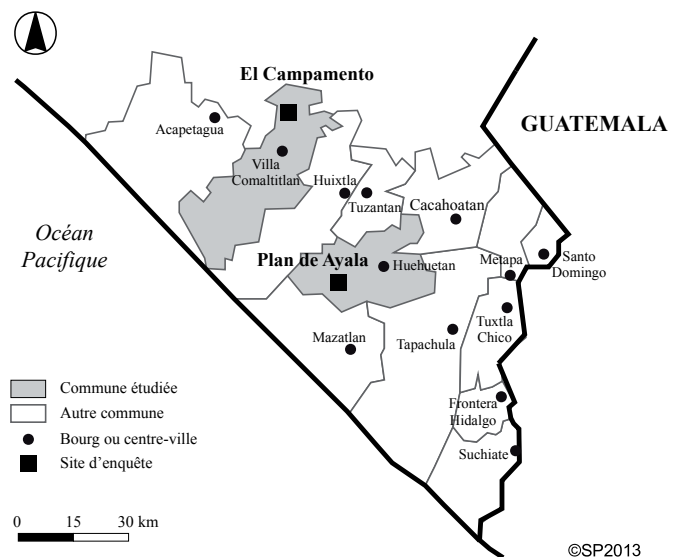 El Campamento
GUATEMALA
Acapetagua
Villa
Comaltitlan
Huixtla
Tuzantan
Cacahoatan
Océan
Pacifique
Plan de Ayala
Huehuetan
Metapa
Santo
Domingo
Mazatlan
Tapachula
Tuxtla
Chico
Commune étudiée
Autre commune
Bourg ou centre-ville
Site d'enquête
Frontera
Hidalgo
Suchiate
0 15 30 km
©SP2013